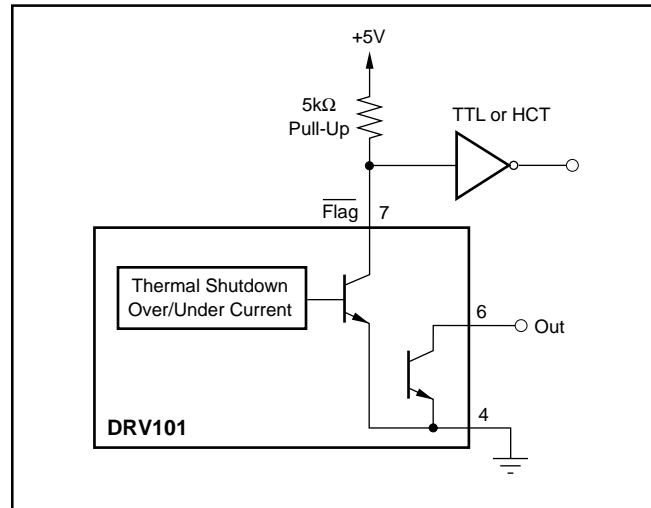 +5V
5kΩ
Pull-Up
TTL or HCT
Flag
7
Thermal Shutdown
Over/Under Current
6
Out
4
DRV101